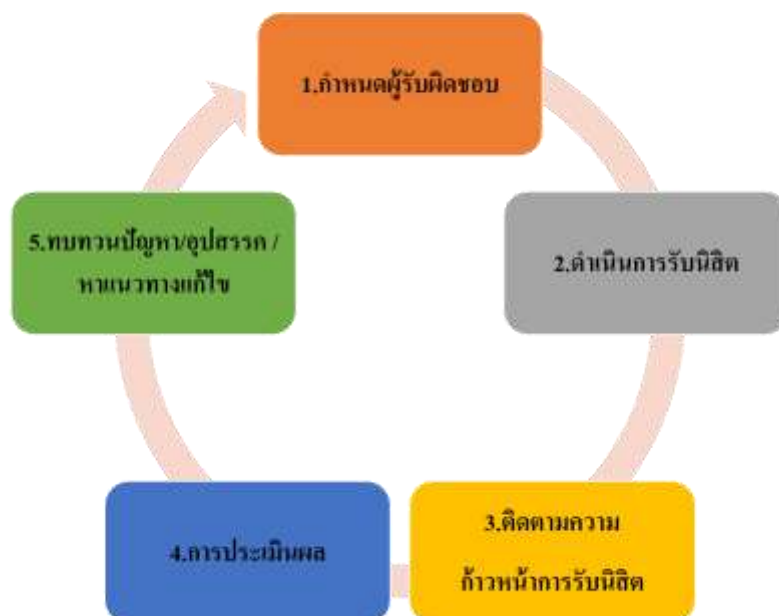 1.กำหนดผู้รับผิดชอบ
2.ดำเนินการรับนิสิต
3.ติดตามความ
ก้าวหน้าการรับนิสิต
4.การประเมินผล
5.ทบทวนปัญหา/อุปสรรค /
หาแนวทางแก้ไข